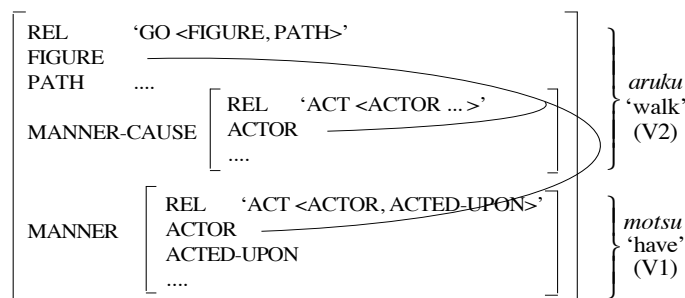 REL ‘GO <FIGURE, PATH>’
FIGURE
PATH ....
MANNER-CAUSE
REL ‘ACT <ACTOR ... >’
ACTOR
....
aruku
‘walk’
(V2)
MANNER
REL ‘ACT <ACTOR, ACTED-UPON>’
ACTOR
ACTED-UPON
....
motsu
‘have’
(V1)